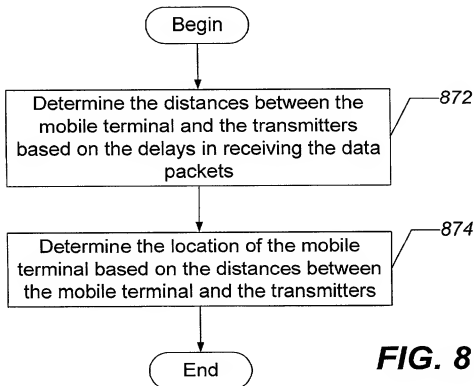 Begin
Determine the distances between the
mobile terminal and the transmitters
based on the delays in receiving the data
packets
872
Determine the location of the mobile
terminal based on the distances between
the mobile terminal and the transmitters
874
End
FIG. 8